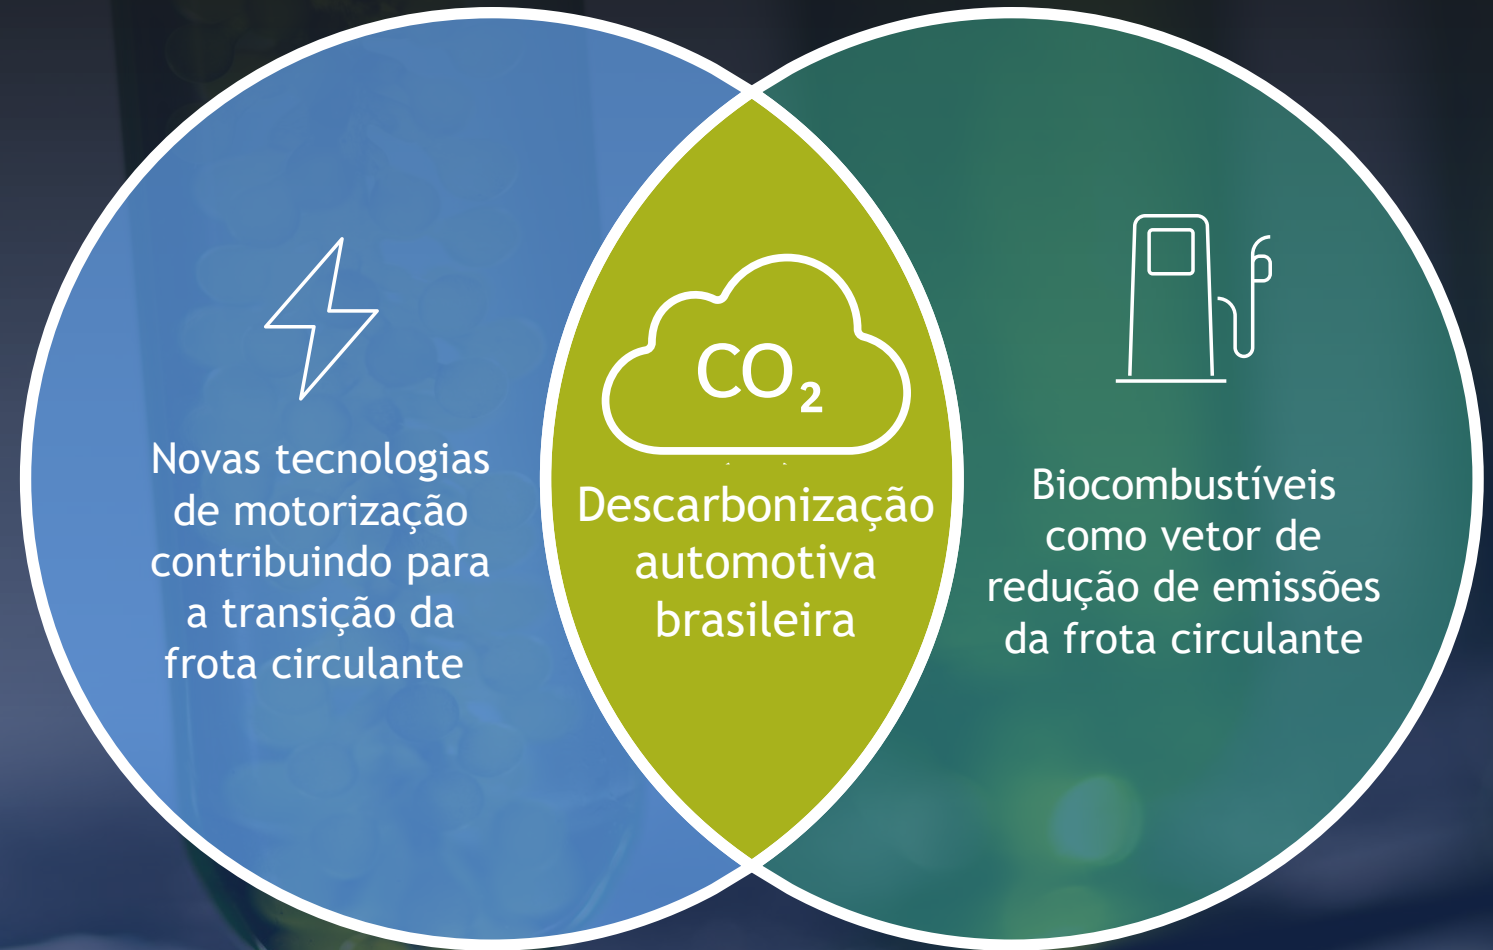 Novas tecnologias
de motorização
contribuindo para
a transição da
frota circulante
CO₂
Descarbonização
automotiva
brasileira
Biocombustíveis
como vetor de
redução de emissões
da frota circulante